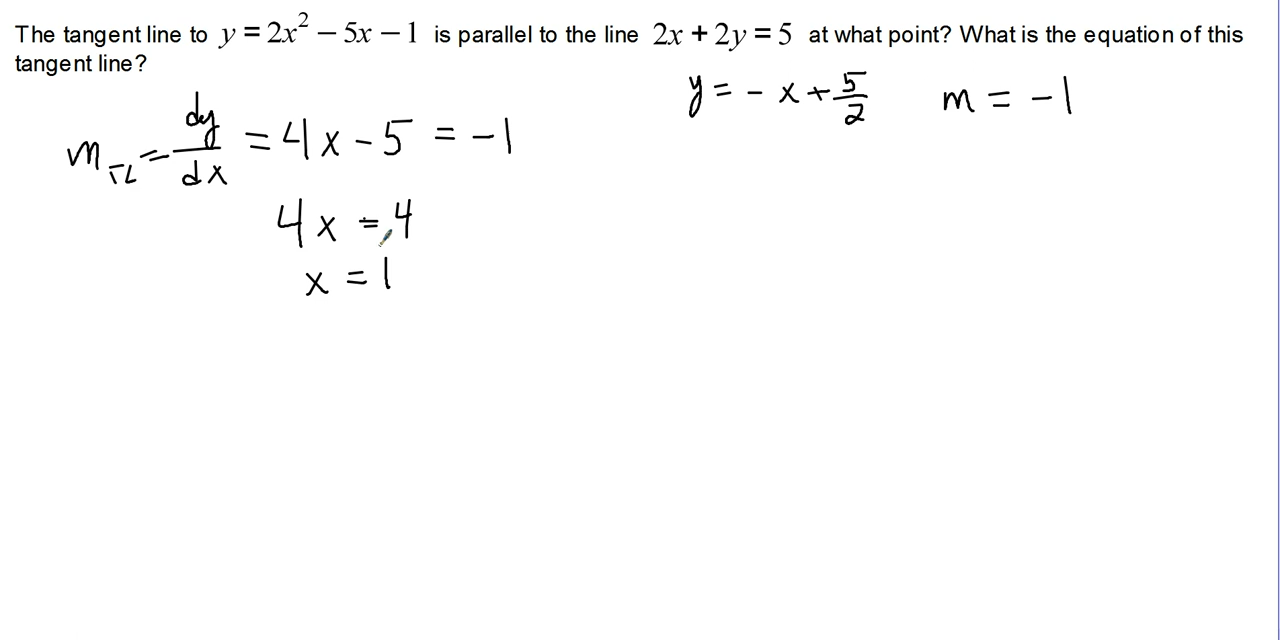 The tangent line to y = 2x² − 5x − 1 is parallel to the line 2x + 2y = 5 at what point? What is the equation of this
tangent line?
y = - x + 5/2 m = -1
m_TL = dy/dx = 4x - 5 = -1
4x = 4
x = 1